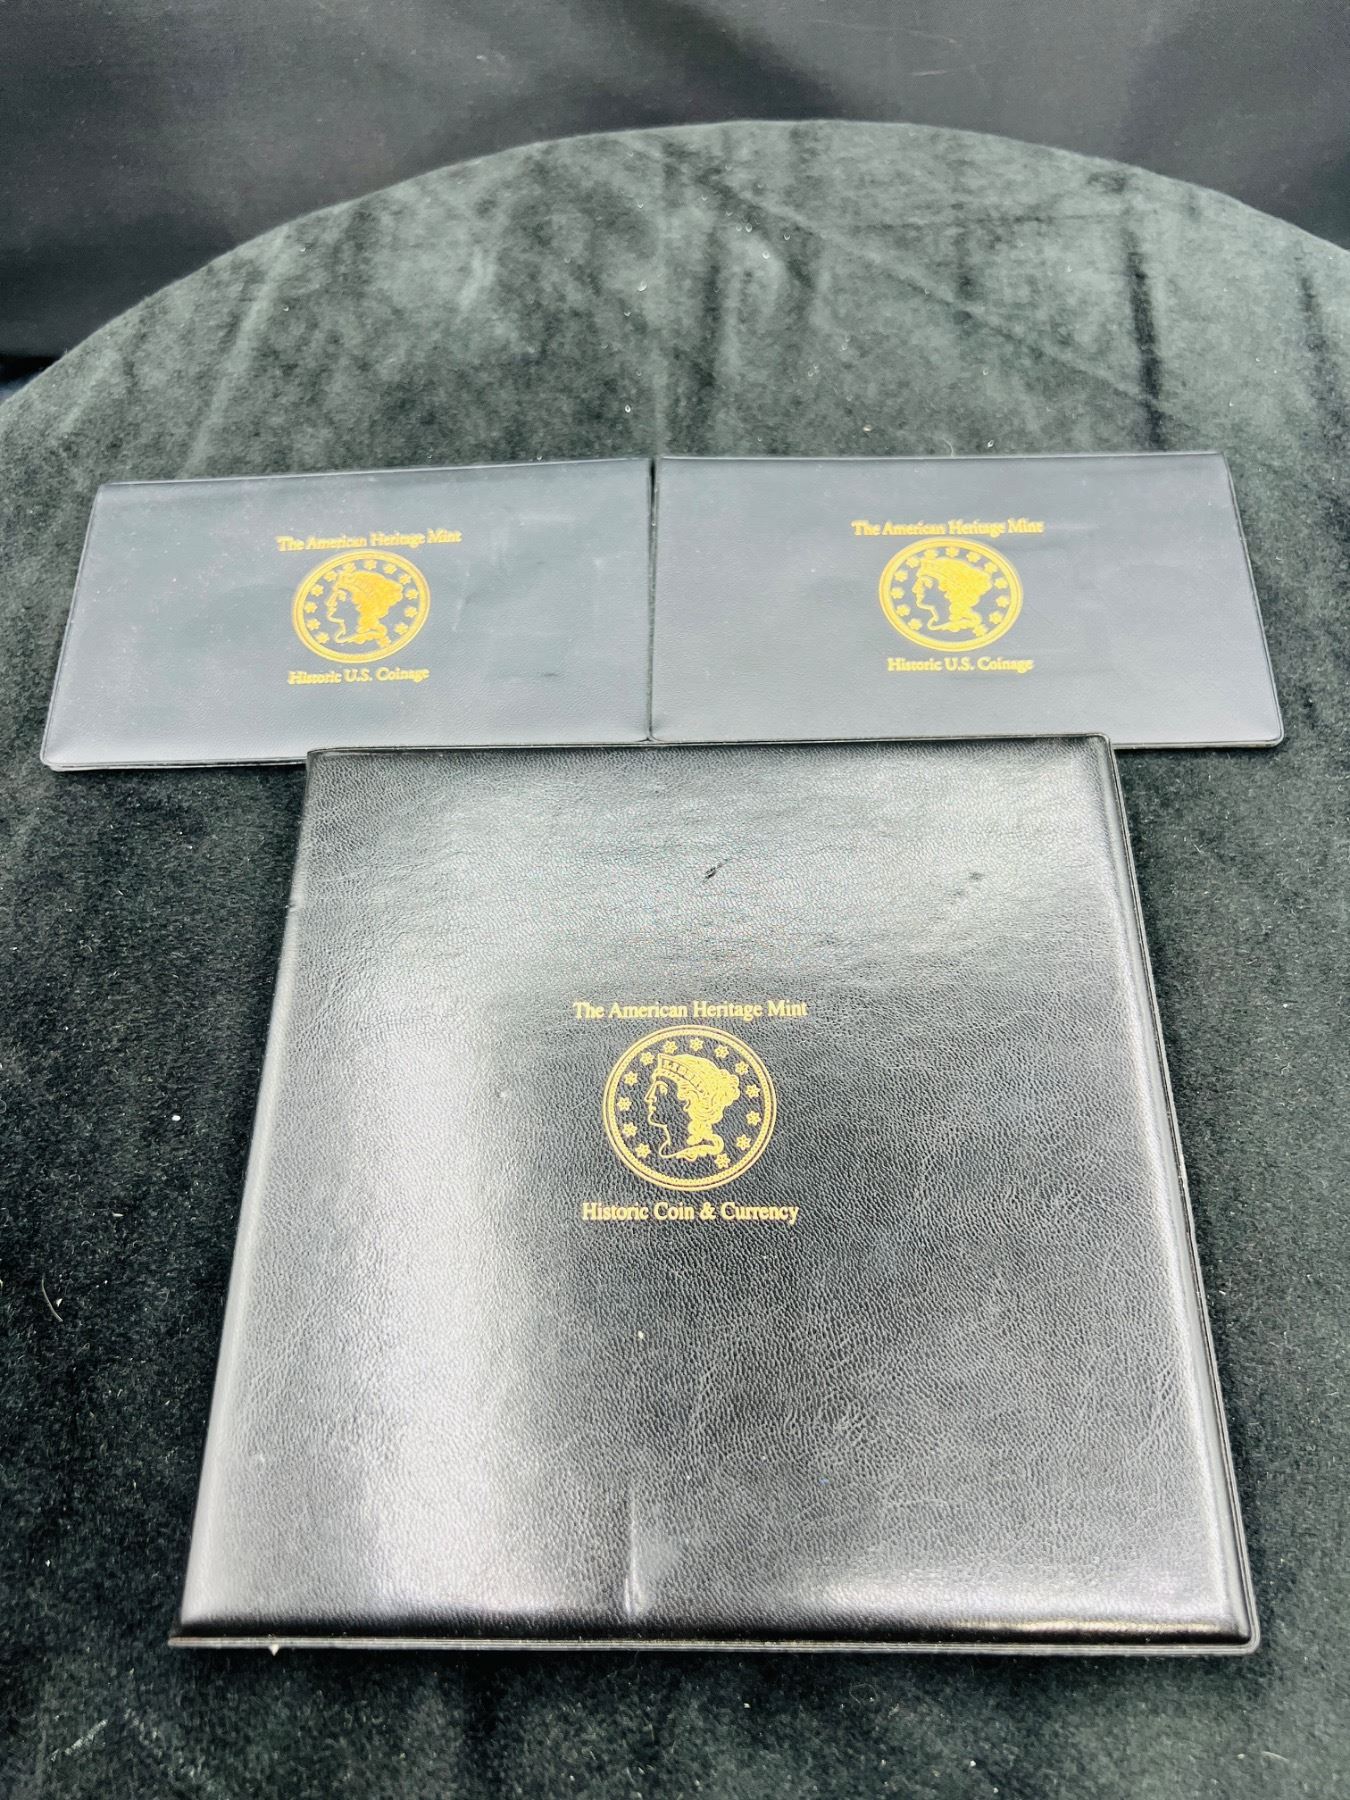 The American Heritage Mint
Historic U.S. Coinage
The American Heritage Mint
Historic U.S. Coinage
The American Heritage Mint
LIBERTY
Historic Coin & Currency